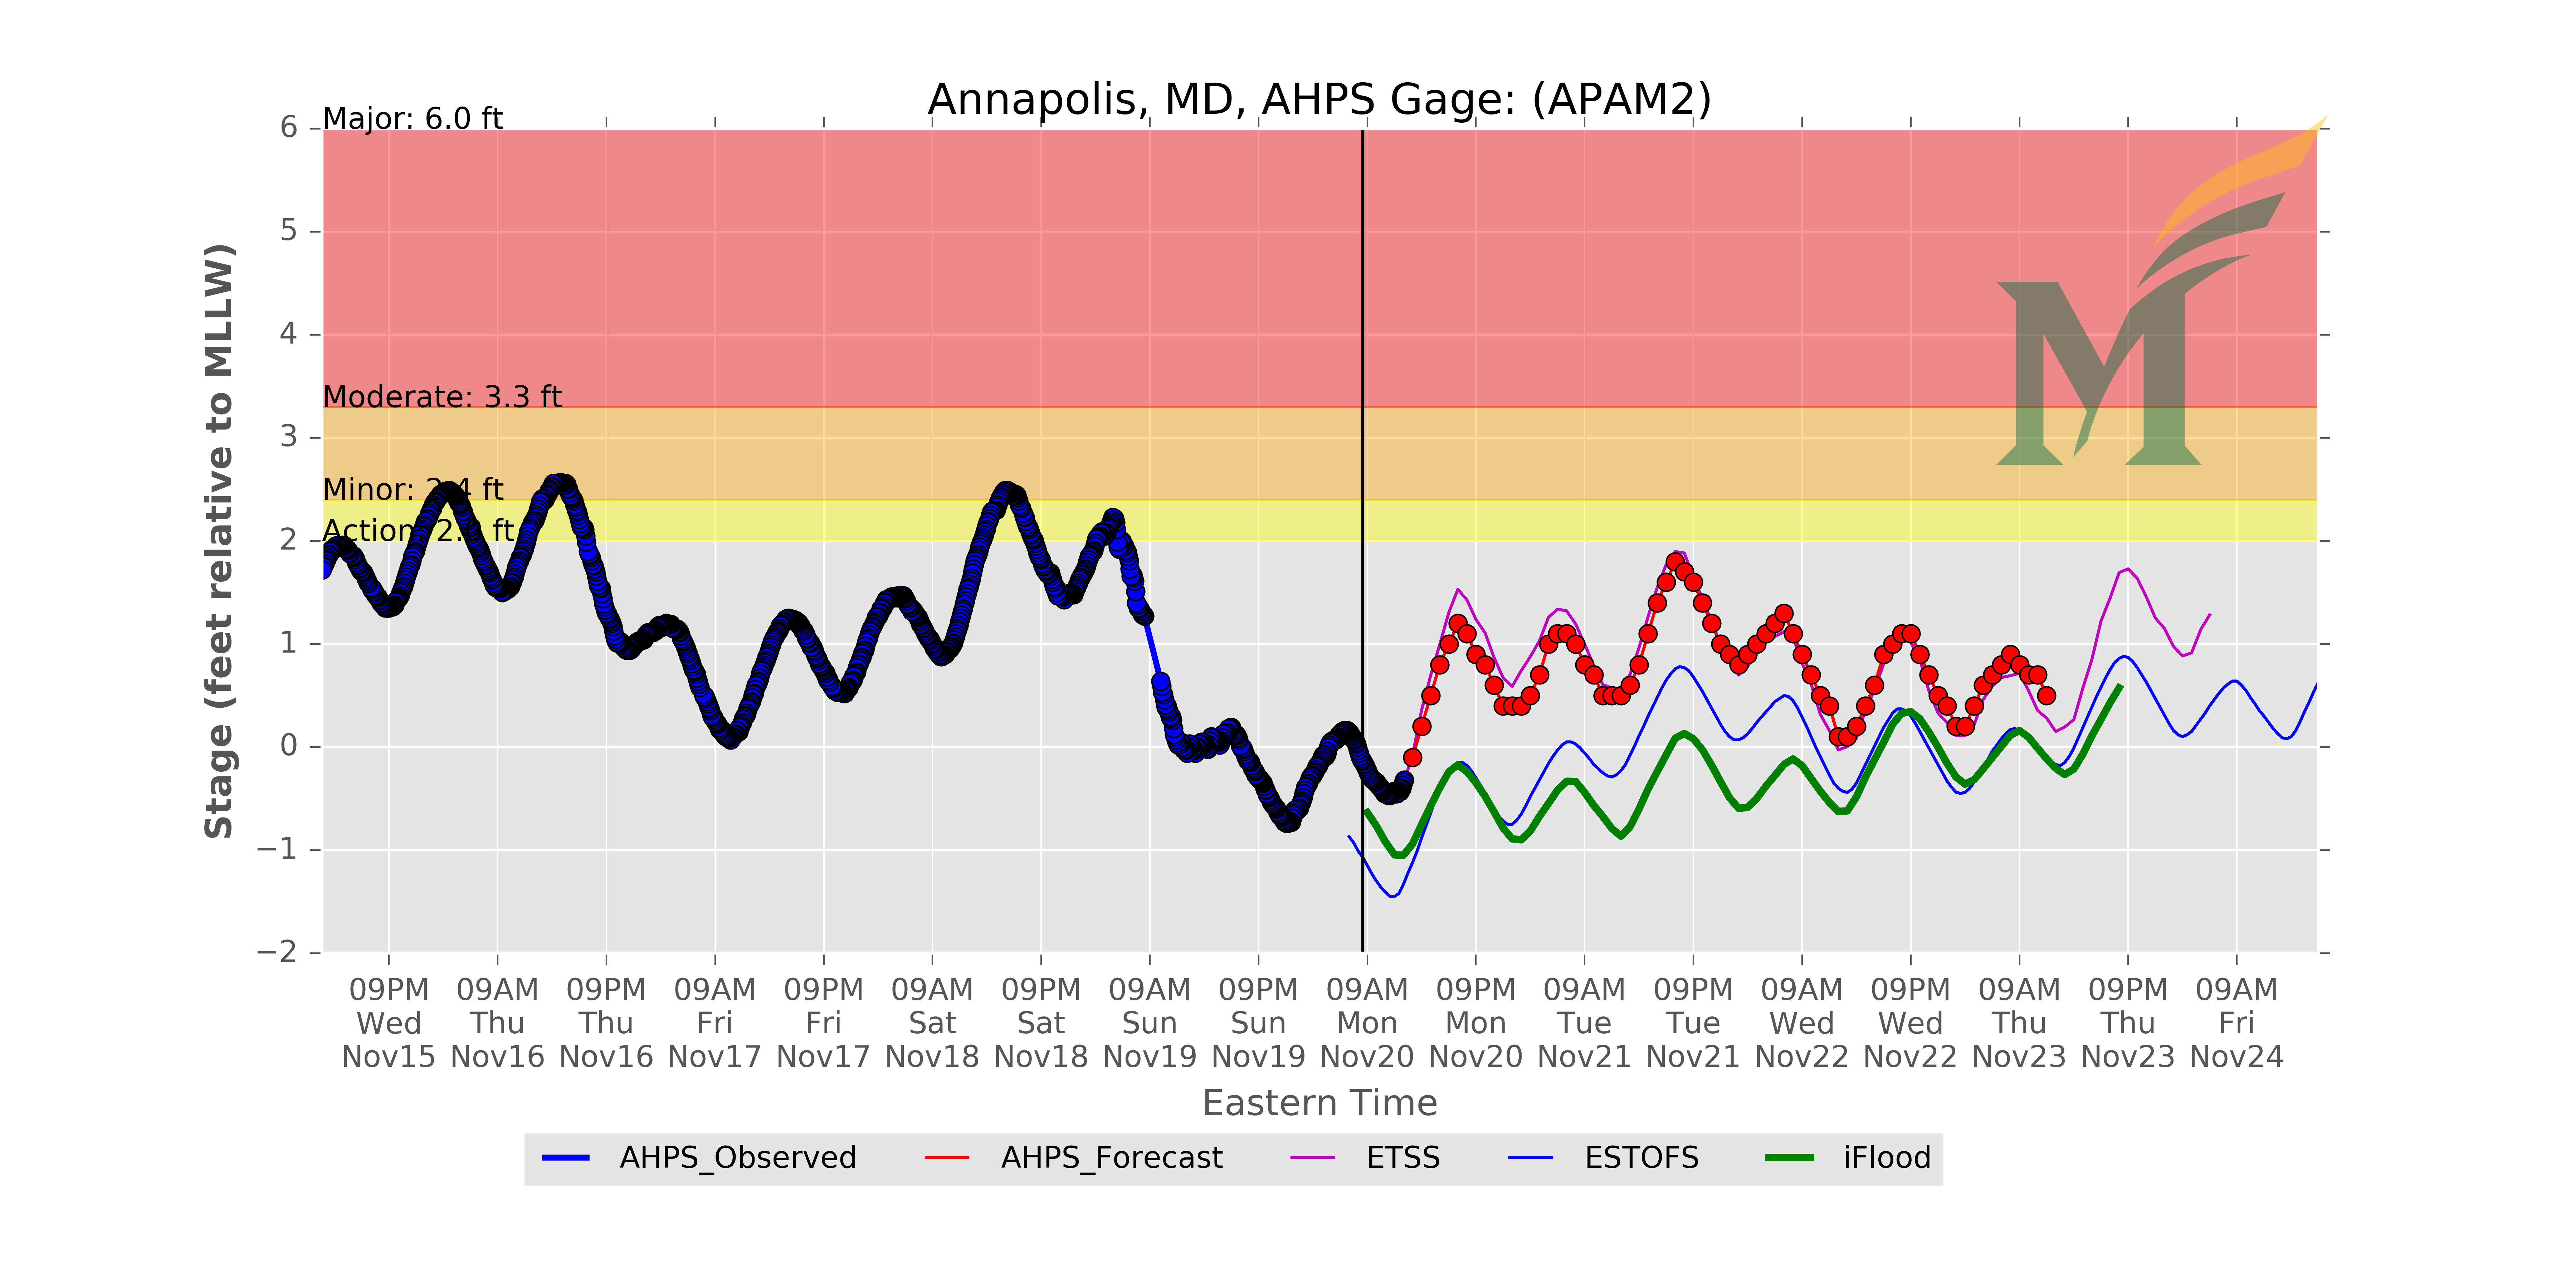 Annapolis, MD, AHPS Gage: (APAM2)
Major: 6.0 ft
Moderate: 3.3 ft
Minor: 2.4 ft
Action: 2. ft
Stage (feet relative to MLLW)
6
5
4
3
2
1
0
−1
−2
09PM 09AM 09PM 09AM 09PM 09AM 09PM 09AM 09PM 09AM 09PM 09AM 09PM 09AM 09PM 09AM 09PM 09AM
Wed Thu Thu Fri Fri Sat Sat Sun Sun Mon Mon Tue Tue Wed Wed Thu Thu Fri
Nov15 Nov16 Nov16 Nov17 Nov17 Nov18 Nov18 Nov19 Nov19 Nov20 Nov20 Nov21 Nov21 Nov22 Nov22 Nov23 Nov23 Nov24
Eastern Time
AHPS_Observed AHPS_Forecast ETSS ESTOFS iFlood
M